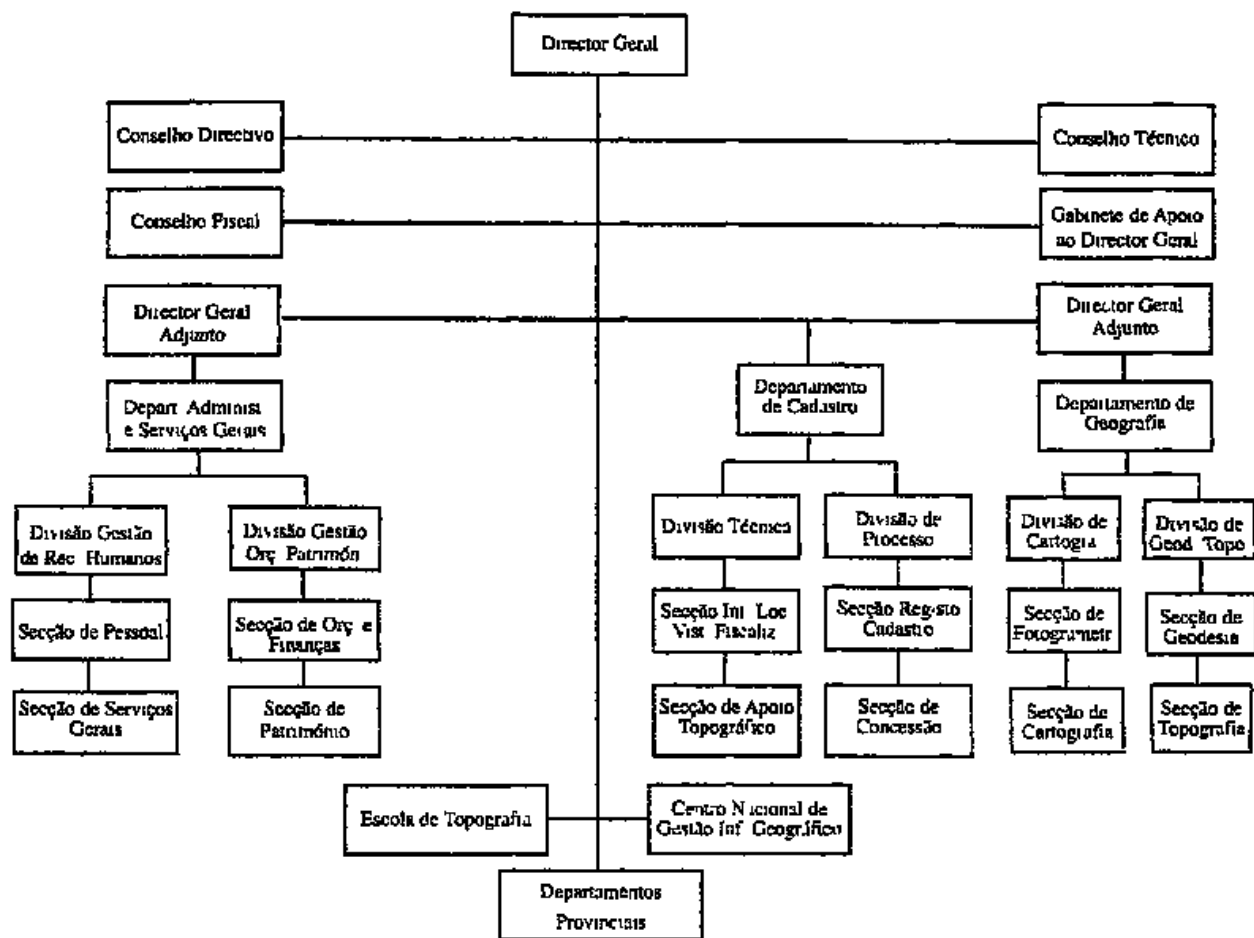 Director Geral
Conselho Directivo
Conselho Técnico
Conselho Fiscal
Gabinete de Apoio
ao Director Geral
Director Geral
Adjunto
Director Geral
Adjunto
Depart Administ
e Serviços Gerais
Departamento
de Cadastro
Departamento de
Geografia
Divisão Gestão
de Rec Humanos
Divisão Gestão
Orç Patrimón
Divisão Técnica
Divisão de
Processo
Divisão de
Cartogra
Divisão de
Geod Topo
Secção de Pessoal
Secção de Orç e
Finanças
Secção Int Loc
Vist Fiscaliz
Secção Registo
Cadastro
Secção de
Fotogrametr
Secção de
Geodesia
Secção de Serviços
Gerais
Secção de
Património
Secção de Apoio
Topográfico
Secção de
Concessão
Secção de
Cartografia
Secção de
Topografia
Escola de Topografia
Centro Nacional de
Gestão Inf Geográfico
Departamentos
Provinciais